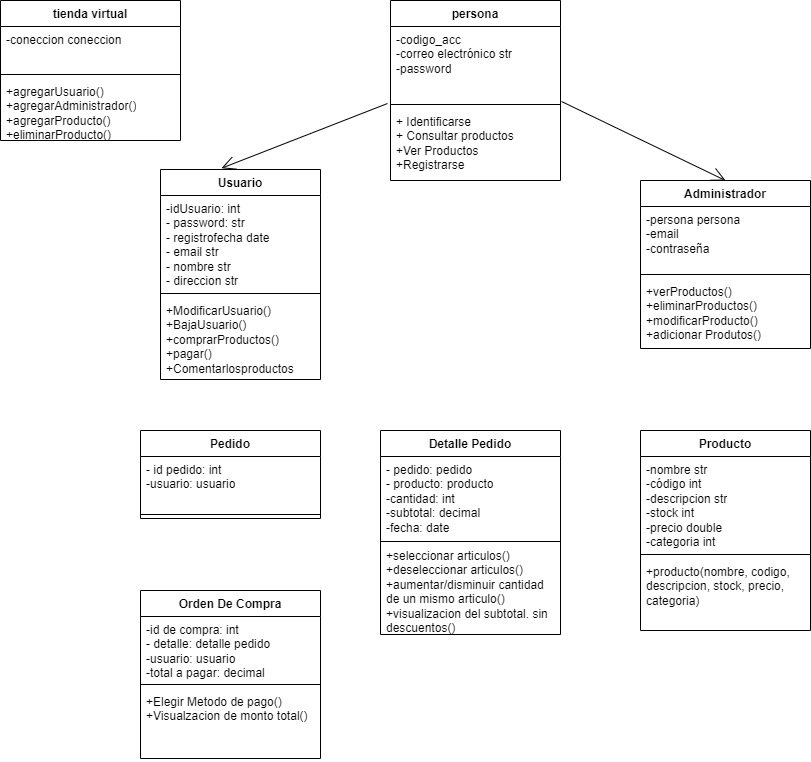 tienda virtual
-coneccion coneccion
+agregarUsuario()
+agregarAdministrador()
+agregarProducto()
+eliminarProducto()
persona
-codigo_acc
-correo electrónico str
-password
+ Identificarse
+ Consultar productos
+Ver Productos
+Registrarse
Usuario
-idUsuario: int
- password: str
- registrofecha date
- email str
- nombre str
- direccion str
+ModificarUsuario()
+BajaUsuario()
+comprarProductos()
+pagar()
+Comentarlosproductos
Administrador
-persona persona
-email
-contraseña
+verProductos()
+eliminarProductos()
+modificarProducto()
+adicionar Produtos()
Pedido
- id pedido: int
-usuario: usuario
Detalle Pedido
- pedido: pedido
- producto: producto
-cantidad: int
-subtotal: decimal
-fecha: date
+seleccionar articulos()
+deseleccionar articulos()
+aumentar/disminuir cantidad
de un mismo articulo()
+visualizacion del subtotal. sin
descuentos()
Producto
-nombre str
-código int
-descripcion str
-stock int
-precio double
-categoria int
+producto(nombre, codigo,
descripcion, stock, precio,
categoria)
Orden De Compra
-id de compra: int
- detalle: detalle pedido
-usuario: usuario
-total a pagar: decimal
+Elegir Metodo de pago()
+Visualzacion de monto total()